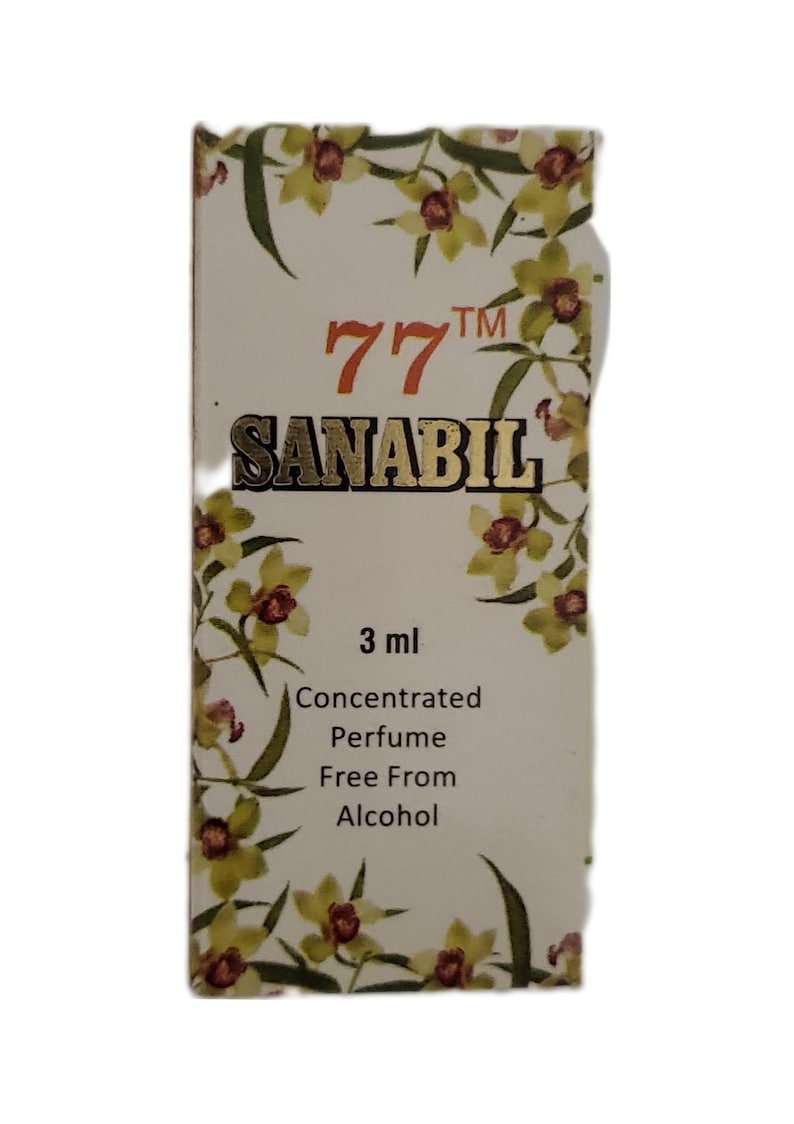 77™
SANABIL
3 ml
Concentrated
Perfume
Free From
Alcohol